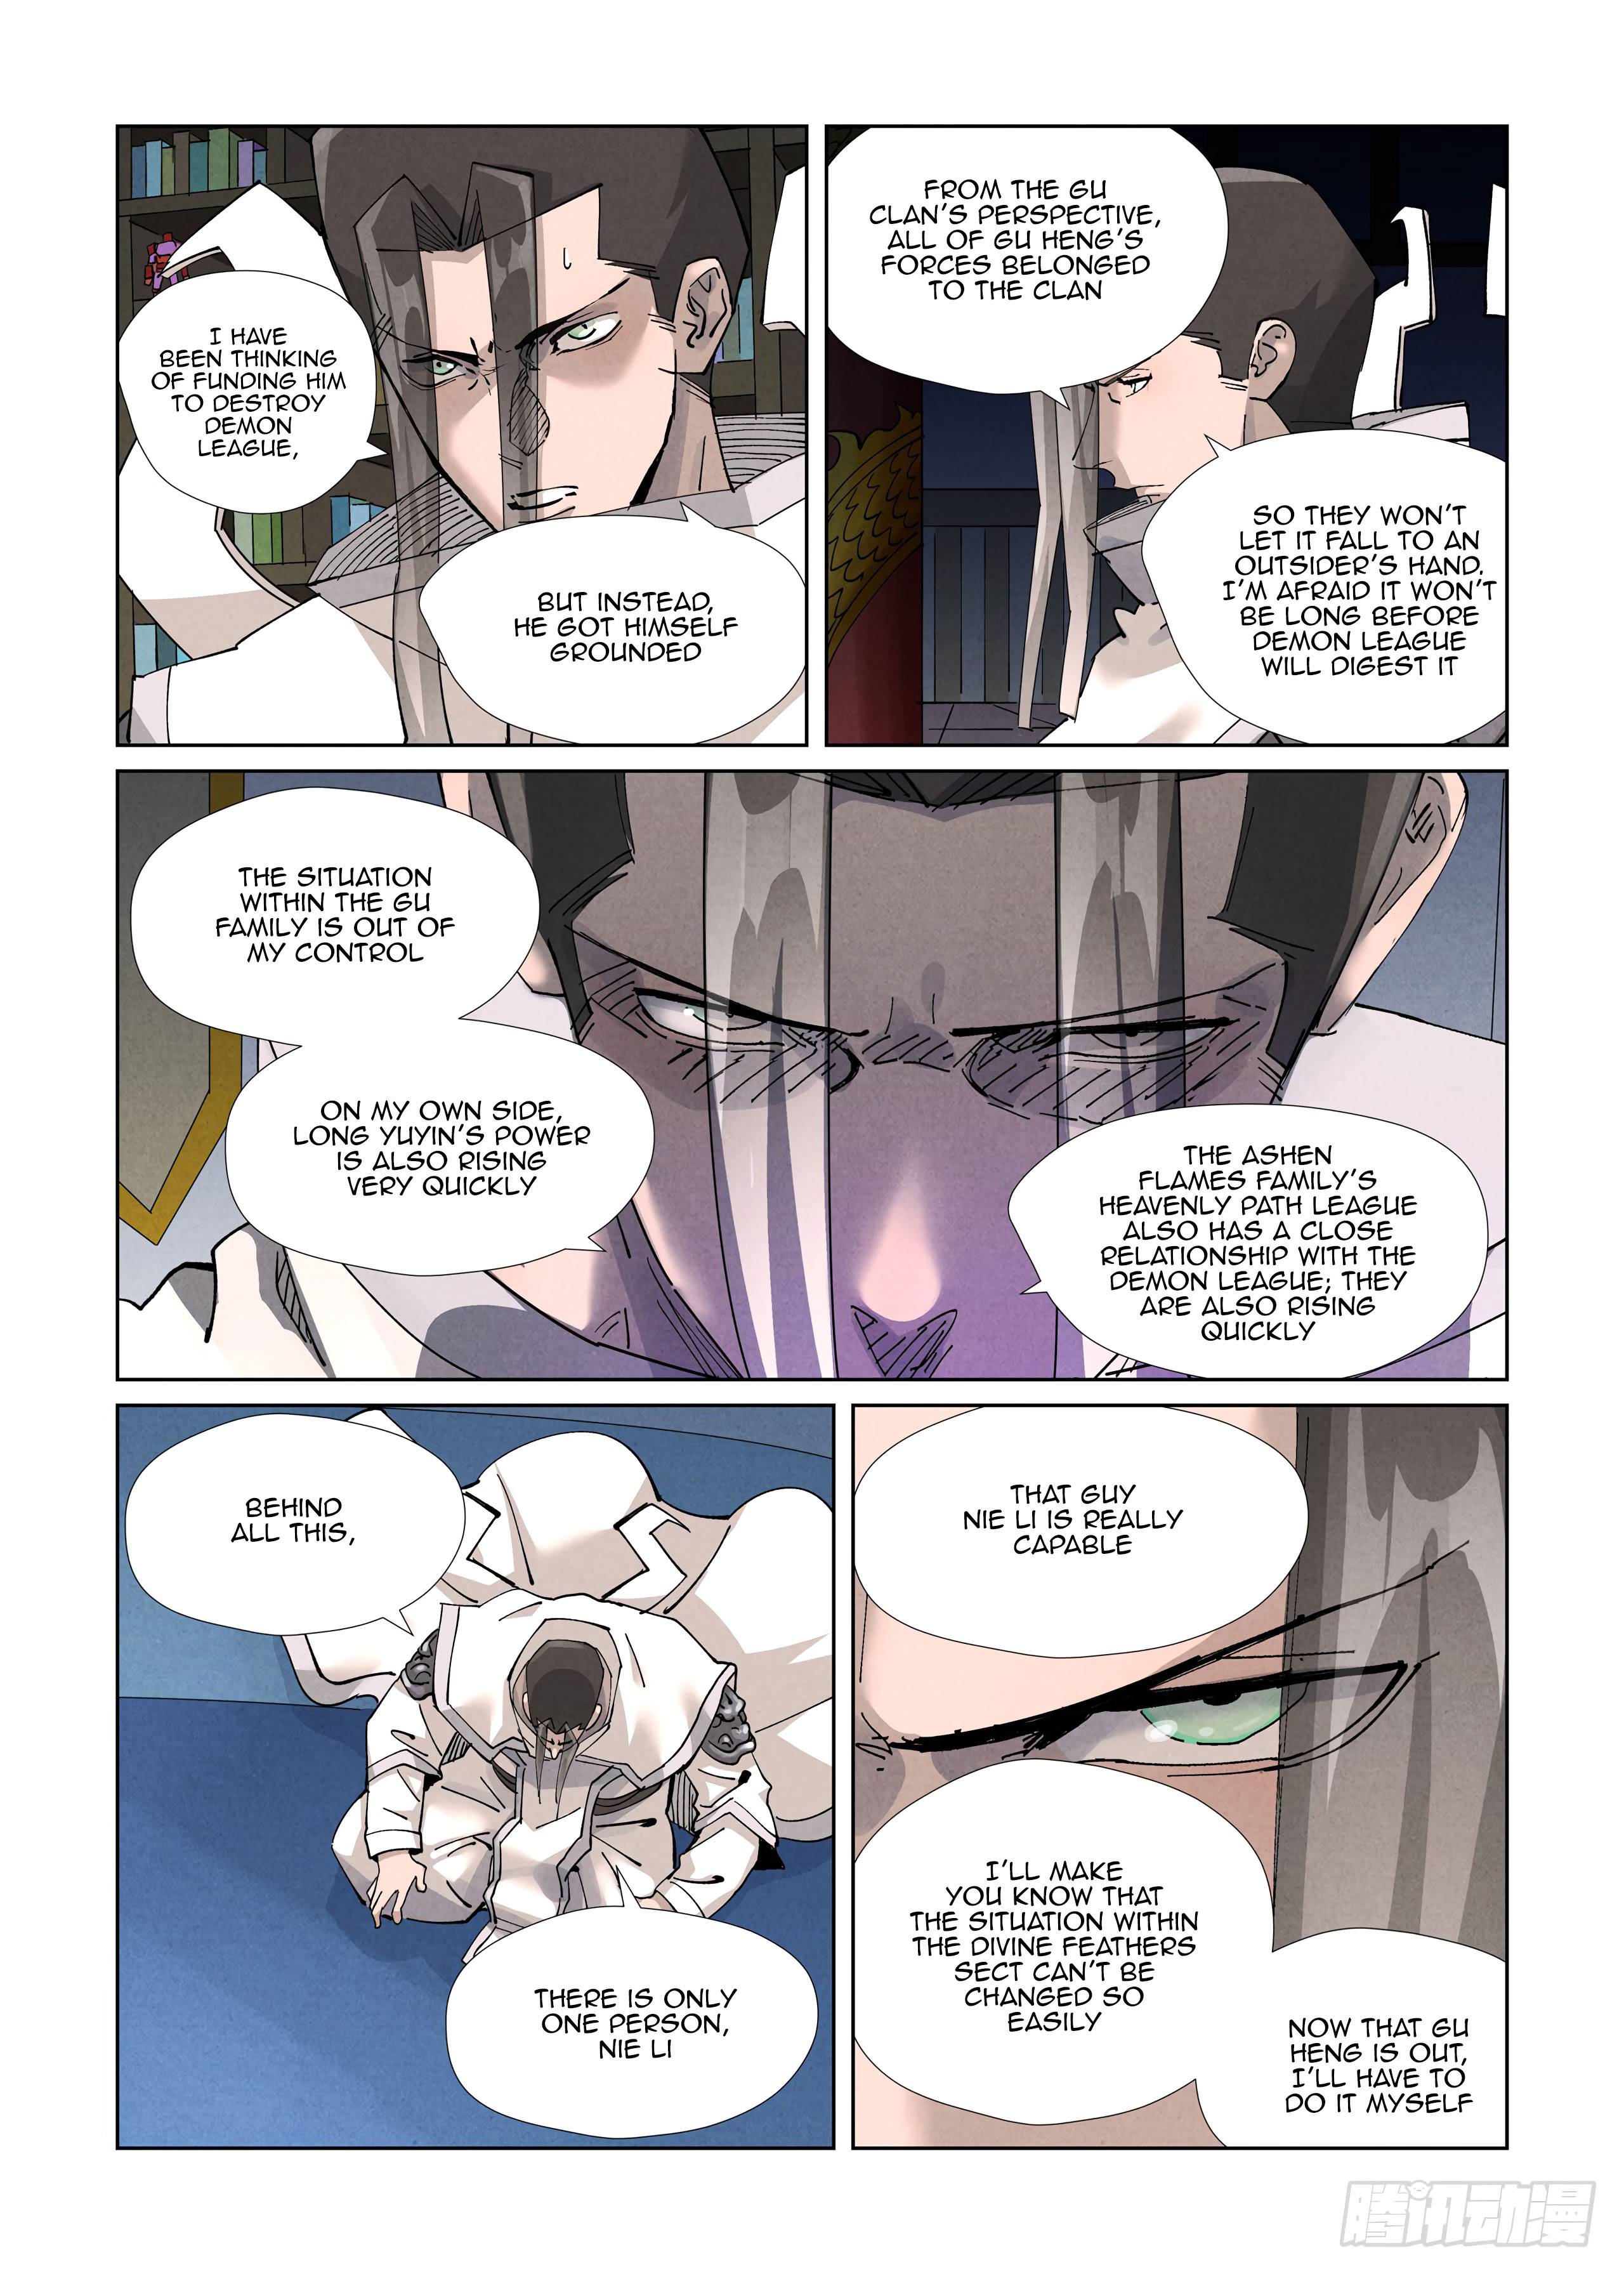 I HAVE
BEEN THINKING
OF FUNDING HIM
TO DESTROY
DEMON
LEAGUE,
BUT INSTEAD,
HE GOT HIMSELF
GROUNDED
FROM THE GU
CLAN'S PERSPECTIVE,
ALL OF GU HENG'S
FORCES BELONGED
TO THE CLAN
SO THEY WON'T
LET IT FALL TO AN
OUTSIDER'S HAND.
I'M AFRAID IT WON'T
BE LONG BEFORE
DEMON LEAGUE
WILL DIGEST IT
THE SITUATION
WITHIN THE GU
FAMILY IS OUT OF
MY CONTROL
ON MY OWN SIDE,
LONG YUYIN'S POWER
IS ALSO RISING
VERY QUICKLY
THE ASHEN
FLAMES FAMILY'S
HEAVENLY PATH LEAGUE
ALSO HAS A CLOSE
RELATIONSHIP WITH THE
DEMON LEAGUE; THEY
ARE ALSO RISING
QUICKLY
BEHIND
ALL THIS,
THERE IS ONLY
ONE PERSON,
NIE LI
THAT GUY
NIE LI IS REALLY
CAPABLE
I'LL MAKE
YOU KNOW THAT
THE SITUATION WITHIN
THE DIVINE FEATHERS
SECT CAN'T BE
CHANGED SO
EASILY
NOW THAT GU
HENG IS OUT,
I'LL HAVE TO
DO IT MYSELF
腾讯动漫